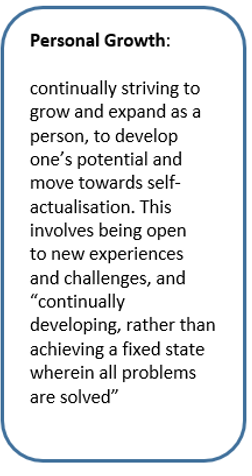 Personal Growth:
continually striving to
grow and expand as a
person, to develop
one’s potential and
move towards self-
actualisation. This
involves being open
to new experiences
and challenges, and
“continually
developing, rather than
achieving a fixed state
wherein all problems
are solved”